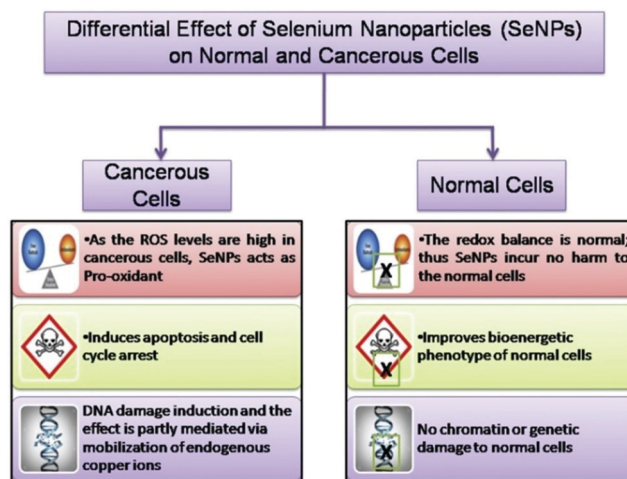 Differential Effect of Selenium Nanoparticles (SeNPs)
on Normal and Cancerous Cells
Cancerous
Cells
•As the ROS levels are high in
cancerous cells, SeNPs acts as
Pro-oxidant
•Induces apoptosis and cell
cycle arrest
DNA damage induction and the
effect is partly mediated via
mobilization of endogenous
copper ions
Normal Cells
•The redox balance is normal;
thus SeNPs incur no harm to
the normal cells
X
•Improves bioenergetic
phenotype of normal cells
X
No chromatin or genetic
damage to normal cells
X